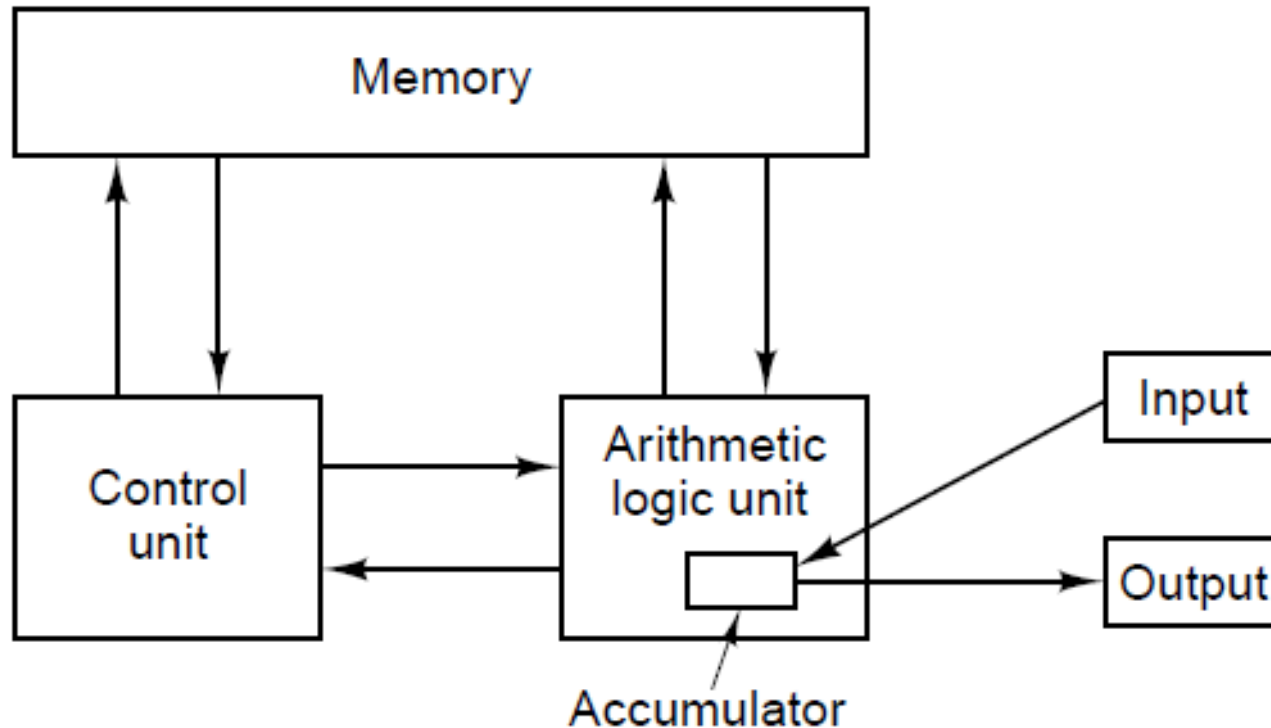 Memory
Control
unit
Arithmetic
logic unit
Input
Output
Accumulator